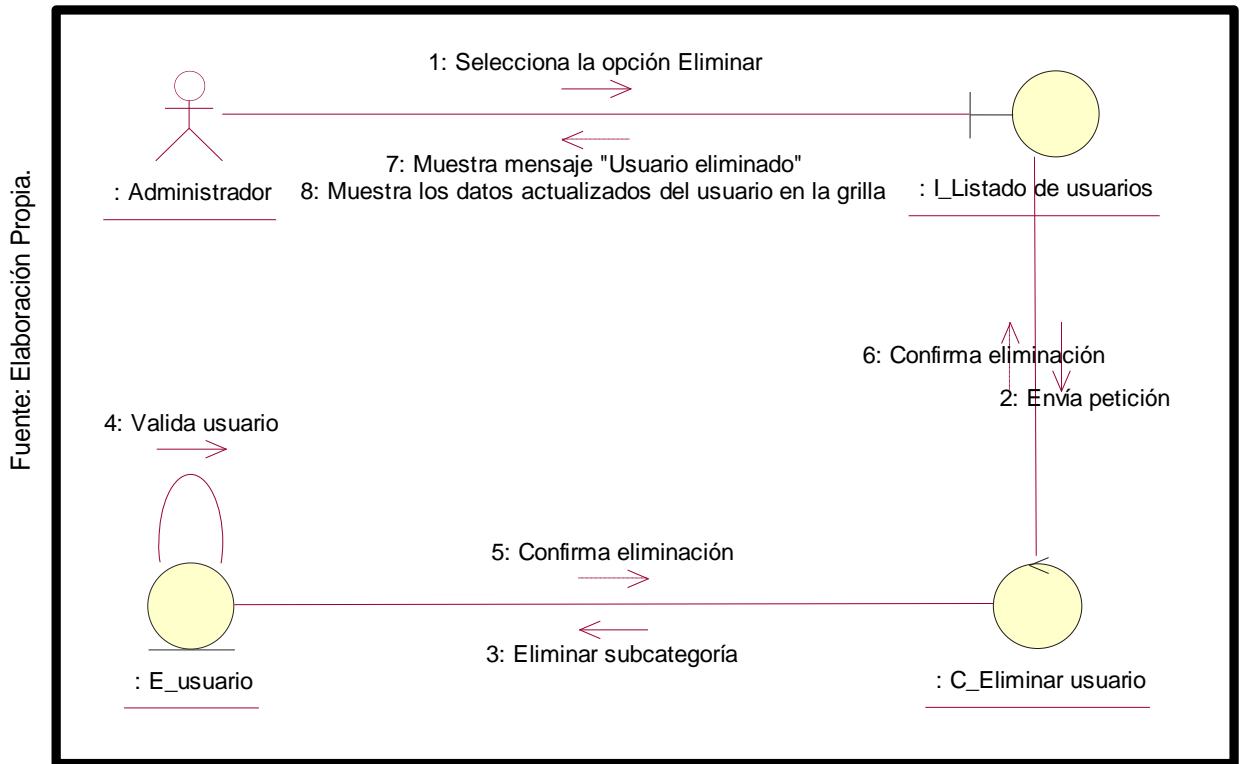 1: Selecciona la opción Eliminar
7: Muestra mensaje "Usuario eliminado"
8: Muestra los datos actualizados del usuario en la grilla
: Administrador
: I_Listado de usuarios
6: Confirma eliminación
2: Envía petición
4: Valida usuario
5: Confirma eliminación
3: Eliminar subcategoría
: E_usuario
: C_Eliminar usuario
Fuente: Elaboración Propia.